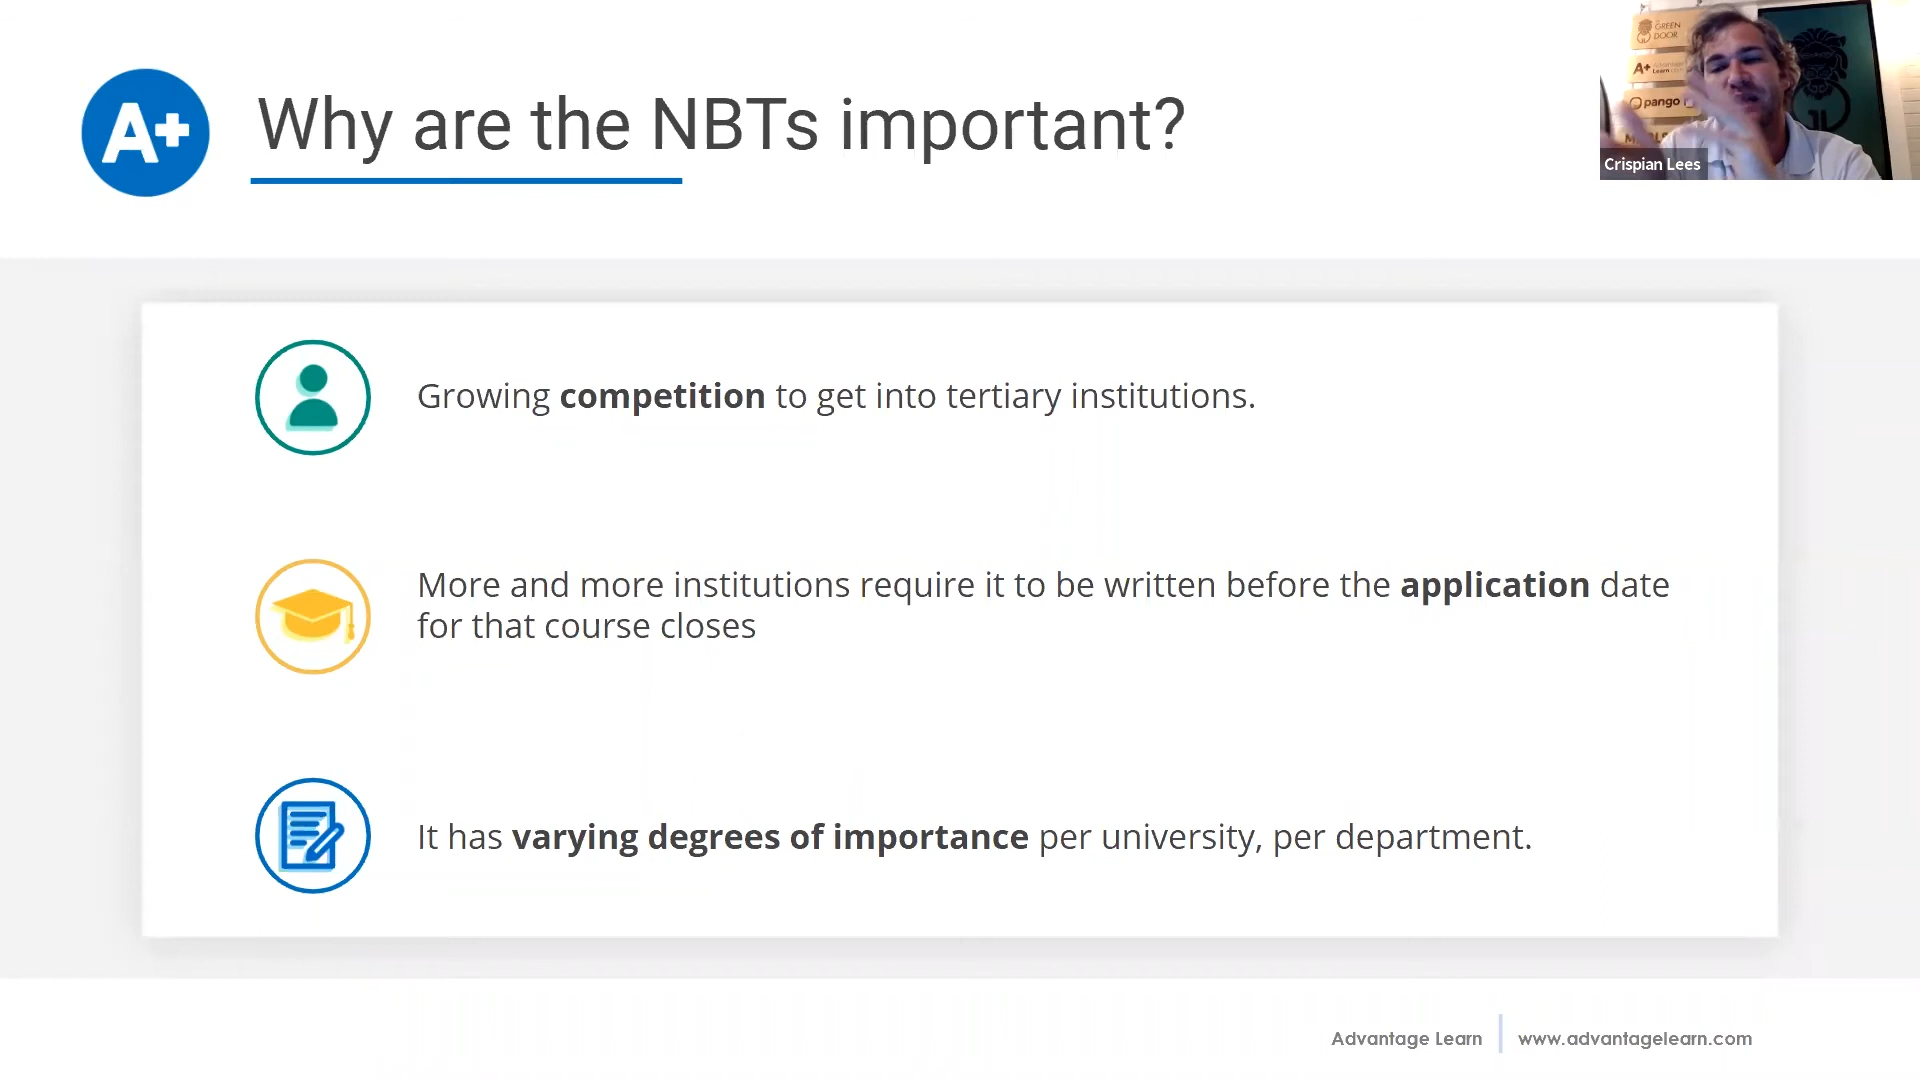 A+
Why are the NBTs important?
GREEN
DOOR
A+
pango
Crispian Lees
Growing competition to get into tertiary institutions.
More and more institutions require it to be written before the application date
for that course closes
It has varying degrees of importance per university, per department.
Advantage Learn
www.advantagelearn.com